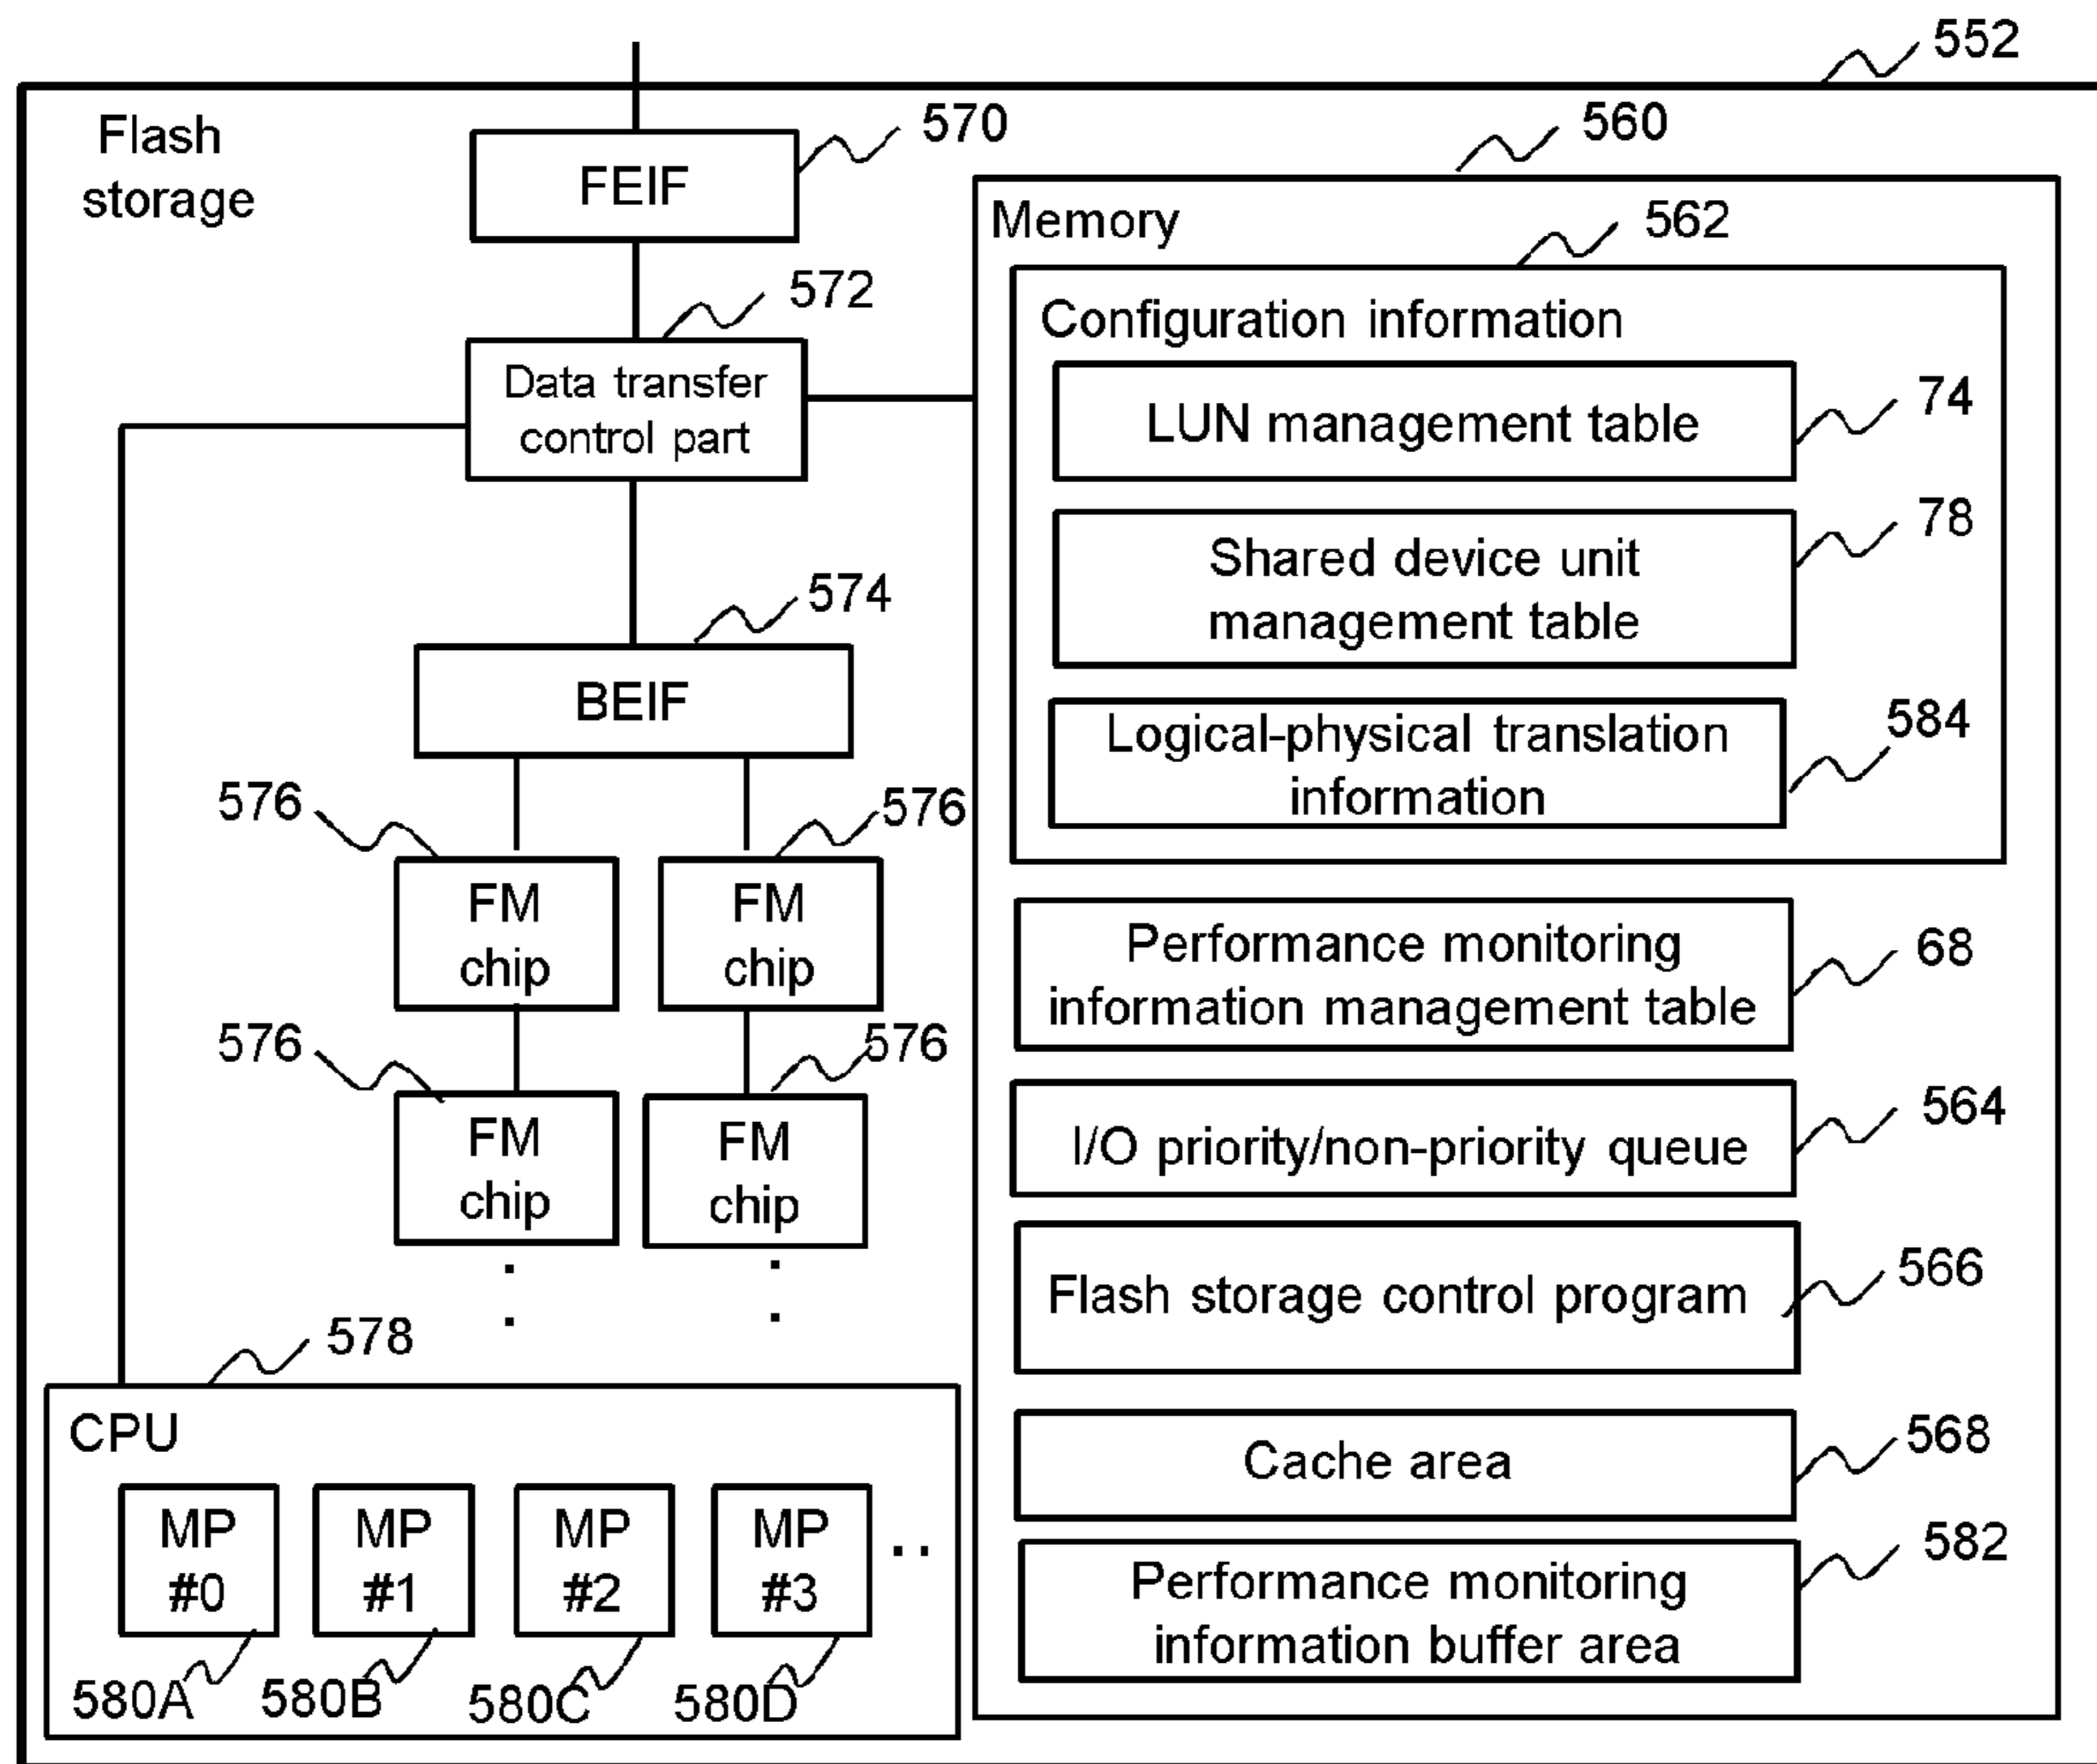 552
Flash
storage
570
FEIF
560
Memory
562
572
Configuration information
Data transfer
control part
LUN management table
74
78
Shared device unit
management table
574
BEIF
584
Logical-physical translation
information
576
576
FM
chip
FM
chip
Performance monitoring
information management table
68
576
576
FM
chip
FM
chip
I/O priority/non-priority queue
564
Flash storage control program
566
578
CPU
Cache area
568
MP
#0
MP
#1
MP
#2
MP
#3
582
Performance monitoring
information buffer area
580A
580B
580C
580D